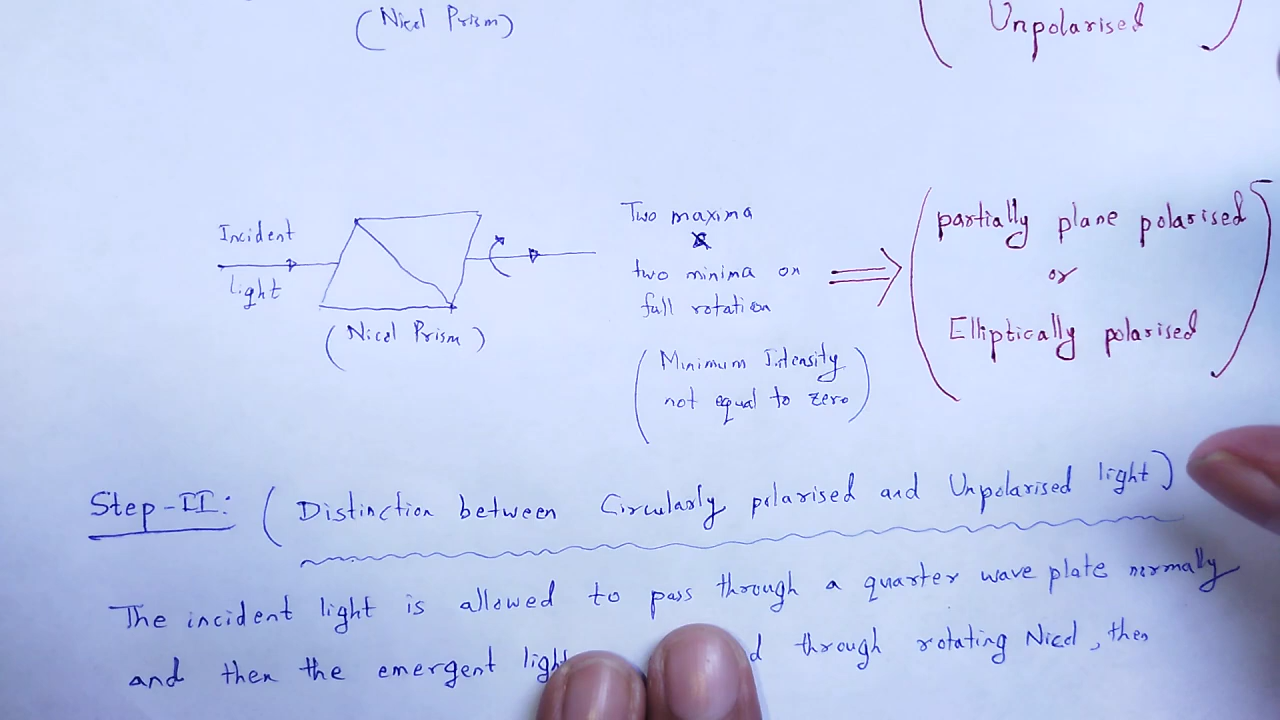 (Nicol Prism)
Unpolarised
Incident
Light
(Nicol Prism)
Two maxima
&
two minima on
full rotation
(Minimum Intensity
not equal to zero)
(partially plane polarised
or
Elliptically polarised)
Step-II: (Distinction between Circularly polarised and Unpolarised light)
The incident light is allowed to pass through a quarter wave plate normally
and then the emergent light through rotating Nicol, then